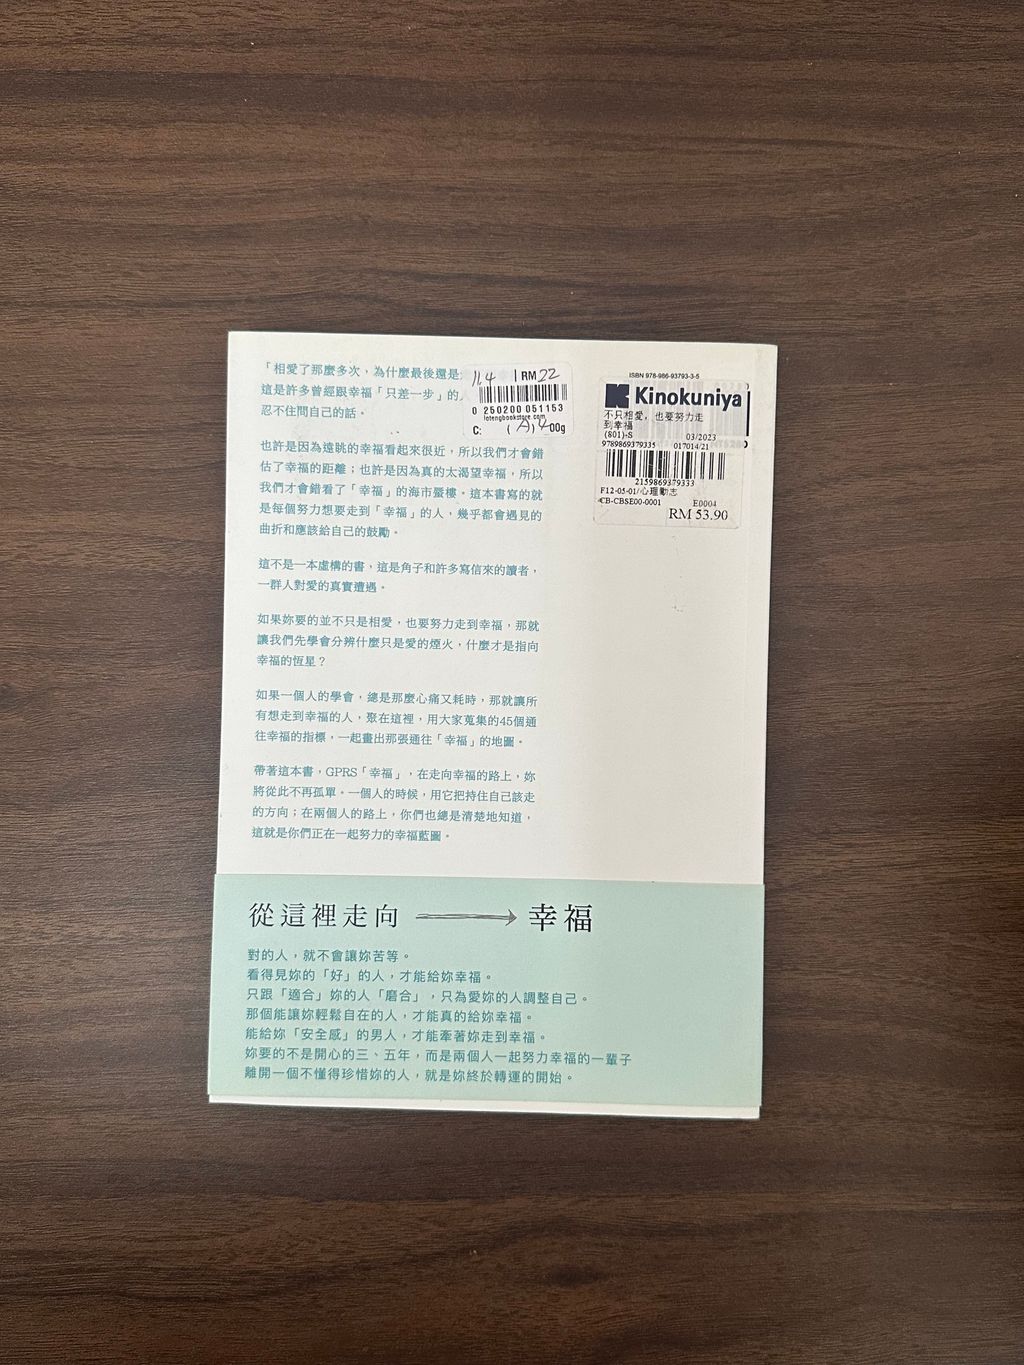 「相愛了那麼多次，為什麼最後還是
這是許多曾經跟幸福「只差一步」的
忍不住問自己的話。
也許是因為遠眺的幸福看起來很近，所以我們才會錯
估了幸福的距離；也許是因為真的太渴望幸福，所以
我們才會錯看了「幸福」的海市蜃樓。這本書寫的就
是每個努力想要走到「幸福」的人，幾乎都會遇見的
曲折和應該給自己的鼓勵。
這不是一本虛構的書，這是角子和許多寫信來的讀者，
一群人對愛的真實遭遇。
如果妳要的並不只是相愛，也要努力走到幸福，那就
讓我們先學會分辨什麼只是愛的煙火，什麼才是指向
幸福的恆星？
如果一個人的學會，總是那麼心痛又耗時，那就讓所
有想走到幸福的人，聚在這裡，用大家蒐集的45個通
往幸福的指標，一起畫出那張通往「幸福」的地圖。
帶著這本書，GPRS「幸福」，在走向幸福的路上，妳
將從此不再孤單。一個人的時候，用它把持住自己該走
的方向；在兩個人的路上，你們也總是清楚地知道，
這就是你們正在一起努力的幸福藍圖。
11.4 RM 22
0 250200 051153
lotengbookstore.com
C: 00g
ISBN 978-986-93793-3-5
Kinokuniya
不只相愛，也要努力走
到幸福
(801)-S 03/2023
9789869379335 017014/21
2159869379333
F12-05-01/心理勵志
CB-CBSE00-0001 E0004
RM 53.90
從這裡走向 幸福
對的人，就不會讓妳苦等。
看得見妳的「好」的人，才能給妳幸福。
只跟「適合」妳的人「磨合」，只為愛妳的人調整自己。
那個能讓妳輕鬆自在的人，才能真的給妳幸福。
能給妳「安全感」的男人，才能牽著妳走到幸福。
妳要的不是開心的三、五年，而是兩個人一起努力幸福的一輩子
離開一個不懂得珍惜妳的人，就是妳終於轉運的開始。